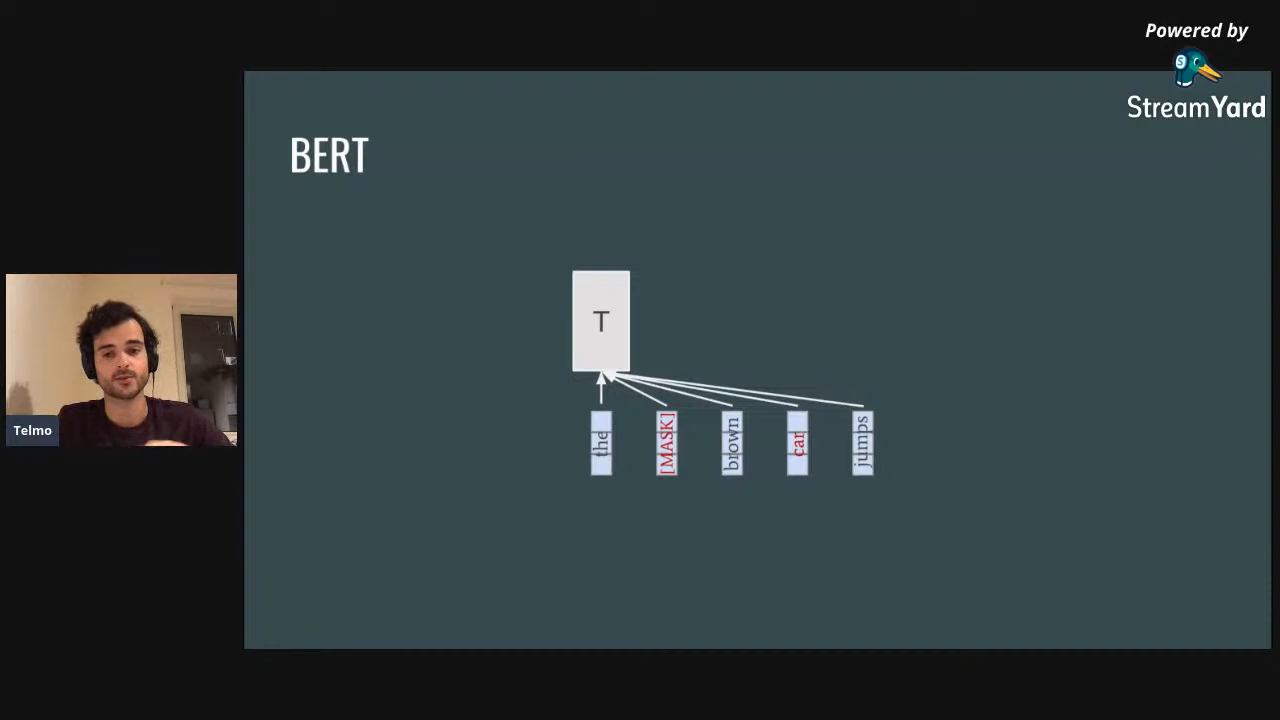 Powered by
StreamYard
BERT
T
the
[MASK]
brown
car
jumps
Telmo